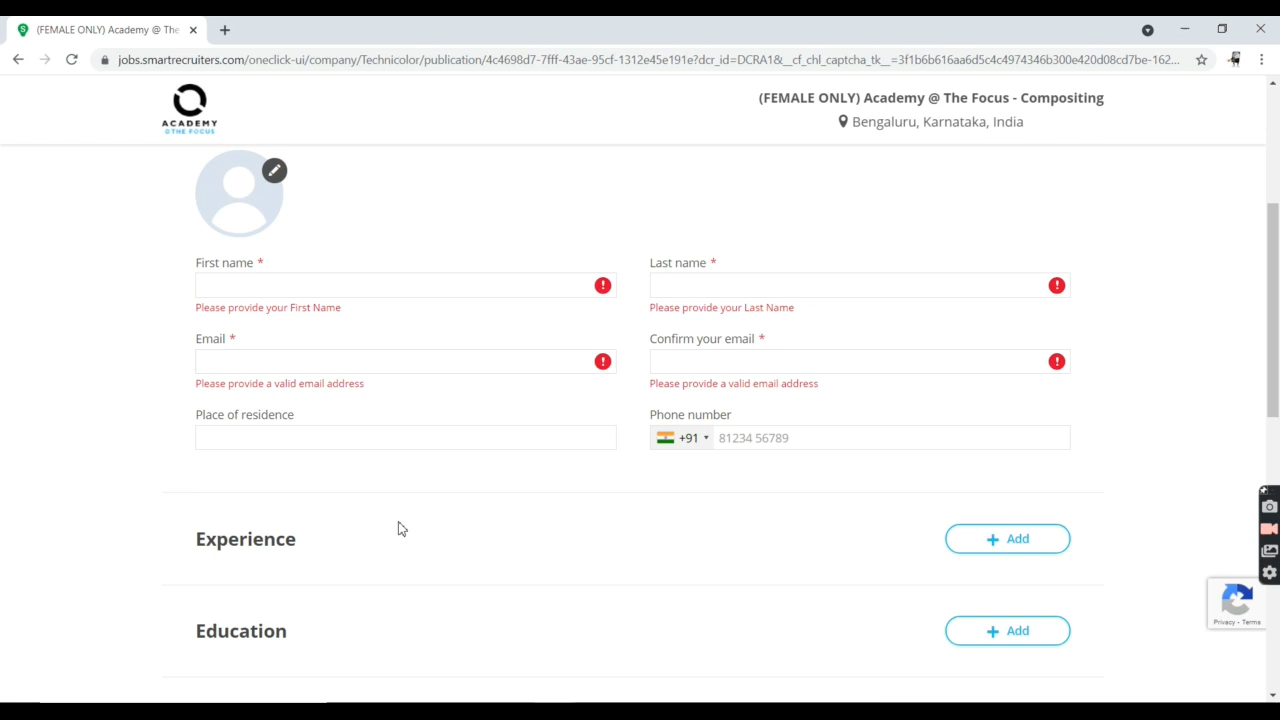 (FEMALE ONLY) Academy @ The
jobs.smartrecruiters.com/oneclick-ui/company/Technicolor/publication/4c4698d7-7fff-43ae-95cf-1312e45e191e?dcr_id=DCRA1&__cf_chl_captcha_tk__=3f1b6b616aa6d5c4c4974346b300e420d08cd7be-162...
ACADEMY
@THE FOCUS
(FEMALE ONLY) Academy @ The Focus - Compositing
Bengaluru, Karnataka, India
First name *
Last name *
Please provide your First Name
Please provide your Last Name
Email *
Confirm your email *
Please provide a valid email address
Please provide a valid email address
Place of residence
Phone number
+91 81234 56789
Experience
+ Add
Education
+ Add
Privacy - Terms